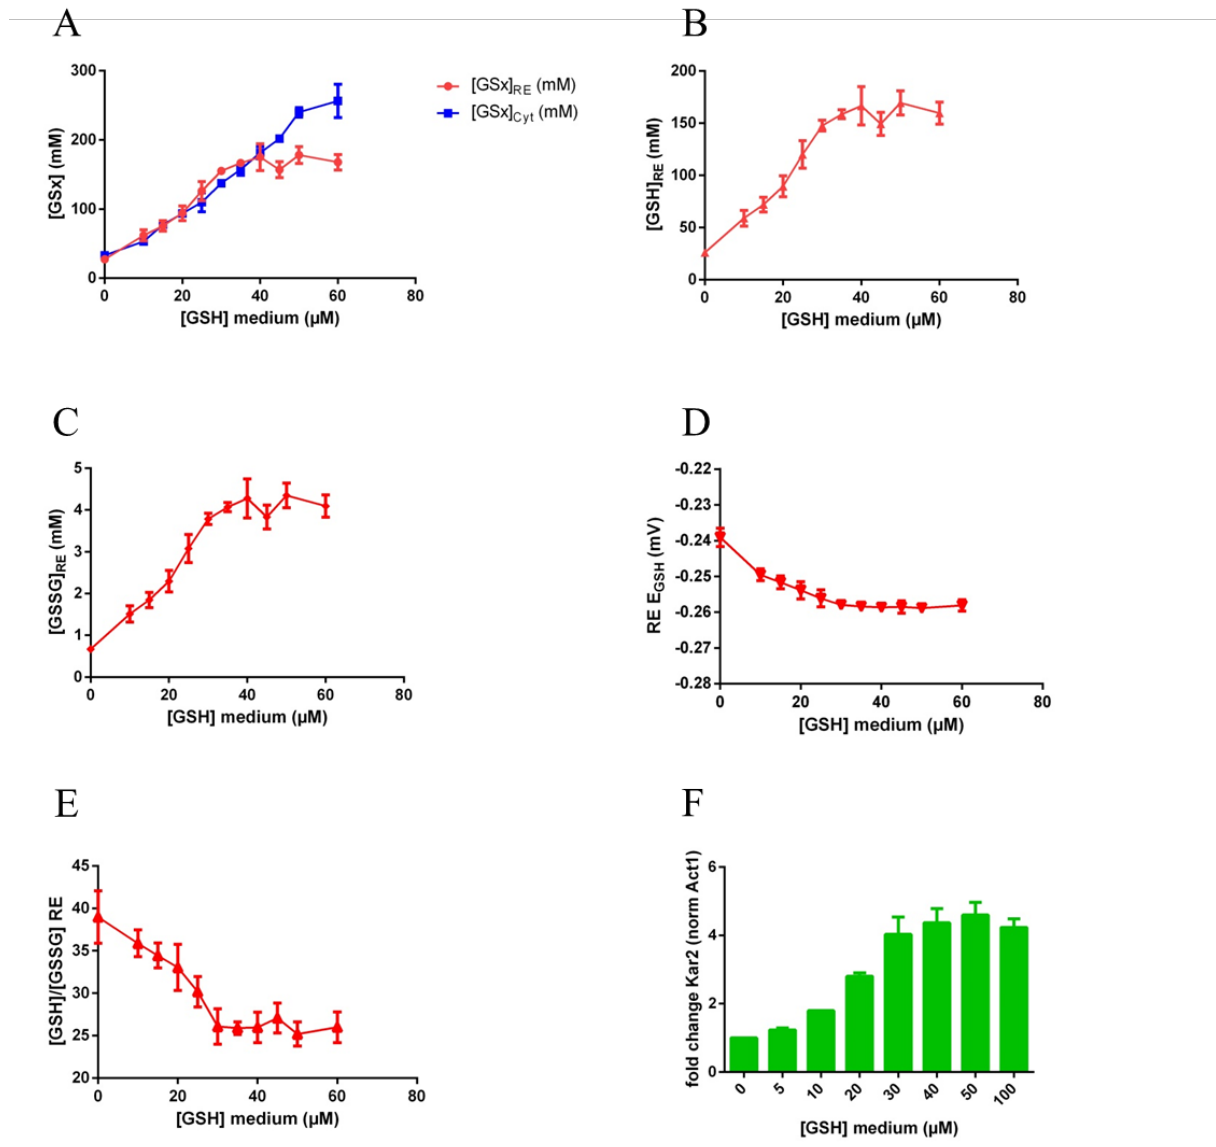 A
300
200
100
0
[GSx] (mM)
0 20 40 60 80
[GSH] medium (µM)
[GSx]RE (mM)
[GSx]Cyt (mM)
B
200
150
100
50
0
[GSH]RE (mM)
0 20 40 60 80
[GSH] medium (µM)
C
5
4
3
2
1
0
[GSSG]RE (mM)
0 20 40 60 80
[GSH] medium (µM)
D
-0.22
-0.23
-0.24
-0.25
-0.26
-0.27
-0.28
RE EGSH (mV)
0 20 40 60 80
[GSH] medium (µM)
E
45
40
35
30
25
20
[GSH]/[GSSG] RE
0 20 40 60 80
[GSH] medium (µM)
F
6
4
2
0
fold change Kar2 (norm Act1)
0 5 10 20 30 40 50 100
[GSH] medium (µM)